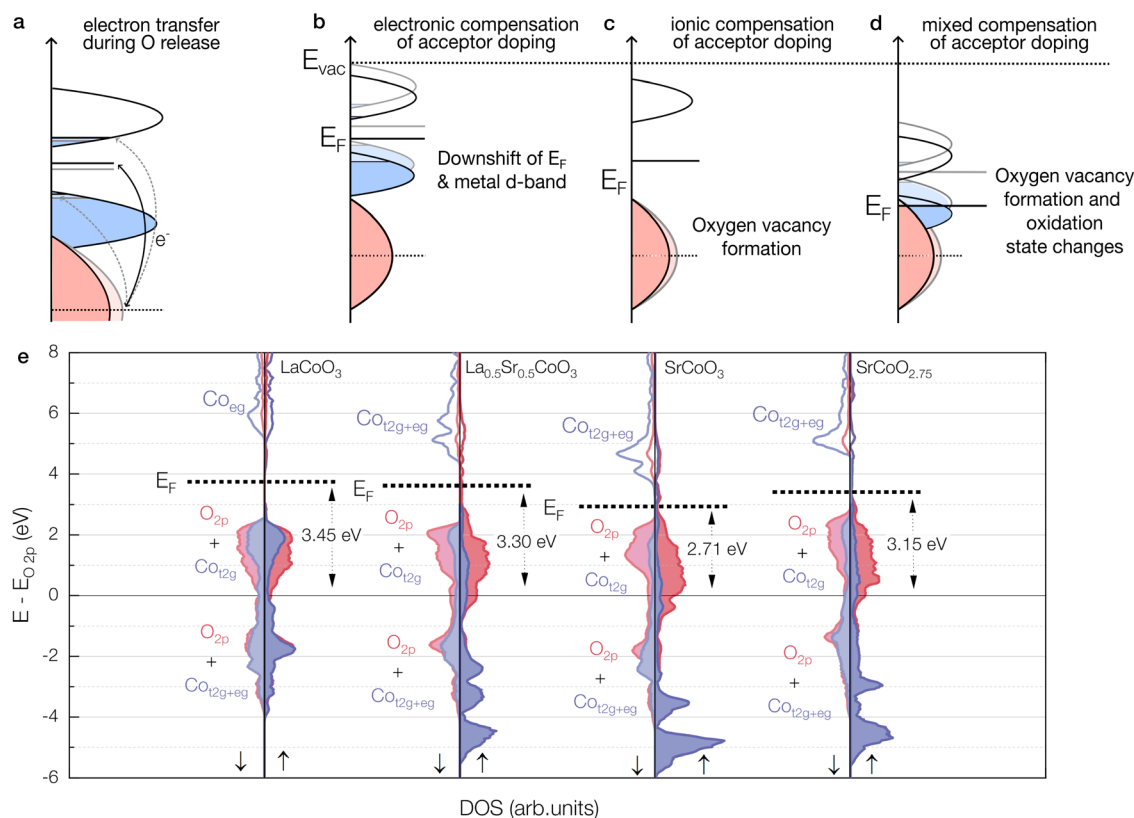 a
electron transfer
during O release
e-
b
electronic compensation
of acceptor doping
Evac
EF
Downshift of EF
& metal d-band
c
ionic compensation
of acceptor doping
EF
Oxygen vacancy
formation
d
mixed compensation
of acceptor doping
EF
Oxygen vacancy
formation and
oxidation
state changes
e
E - EO 2p (eV)
8
6
4
2
0
-2
-4
-6
LaCoO3
Coeg
EF
O2p
+
Cot2g
3.45 eV
O2p
+
Cot2g+eg
↓ ↑
La0.5Sr0.5CoO3
Cot2g+eg
EF
O2p
+
Cot2g
3.30 eV
O2p
+
Cot2g+eg
↓ ↑
SrCoO3
Cot2g+eg
EF
O2p
+
Cot2g
2.71 eV
O2p
+
Cot2g+eg
↓ ↑
SrCoO2.75
Cot2g+eg
O2p
+
Cot2g
3.15 eV
O2p
+
Cot2g+eg
↓ ↑
DOS (arb.units)